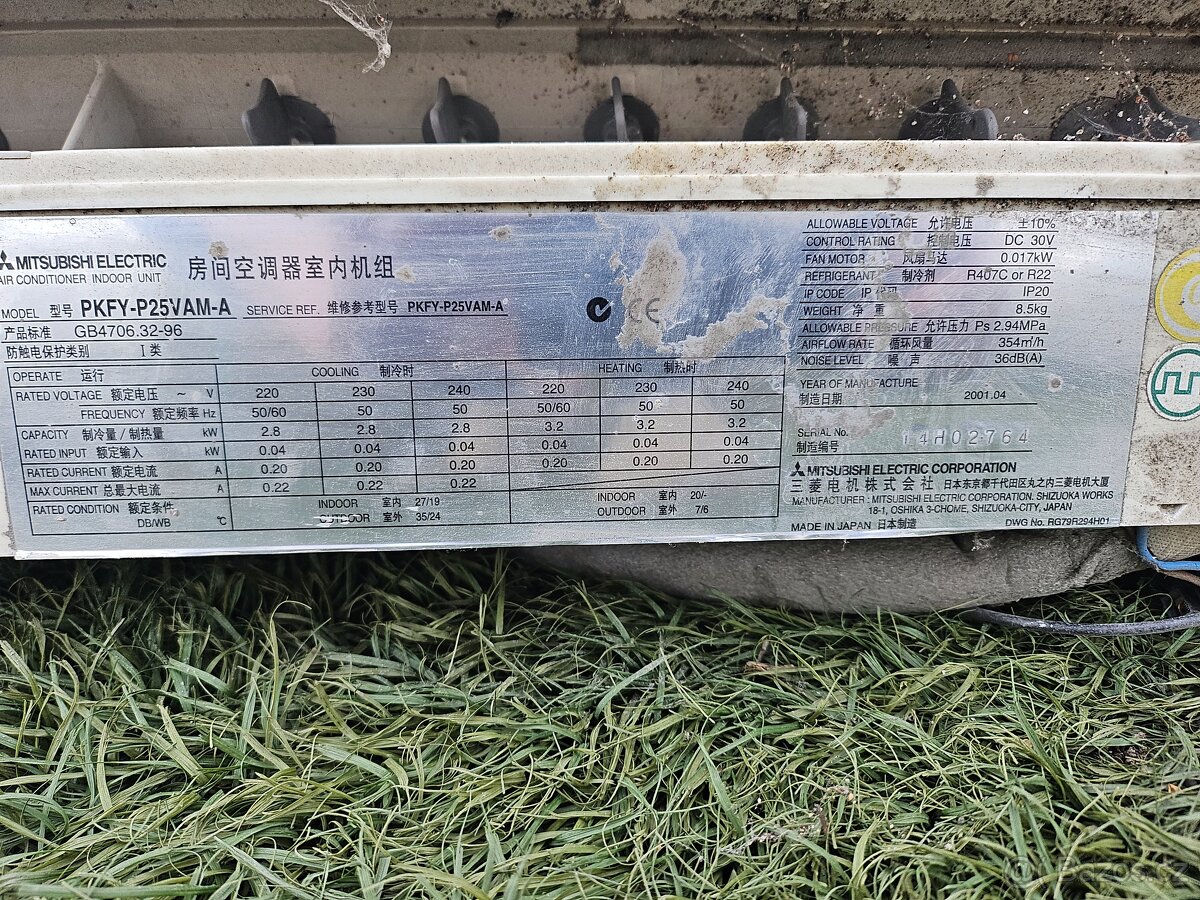 MITSUBISHI ELECTRIC
AIR CONDITIONER INDOOR UNIT 房间空调器室内机组
MODEL 型号 PKFY-P25VAM-A SERVICE REF. 维修参考型号 PKFY-P25VAM-A
产品标准 GB4706.32-96
防触电保护类别 I 类
CE
OPERATE 运行 COOLING 制冷时 HEATING 制热时
RATED VOLTAGE 额定电压 ~ V 220 230 240 220 230 240
FREQUENCY 额定频率 Hz 50/60 50 50 50/60 50 50
CAPACITY 制冷量/制热量 kW 2.8 2.8 2.8 3.2 3.2 3.2
RATED INPUT 额定输入 kW 0.04 0.04 0.04 0.04 0.04 0.04
RATED CURRENT 额定电流 A 0.20 0.20 0.20 0.20 0.20 0.20
MAX CURRENT 总最大电流 A 0.22 0.22 0.22
RATED CONDITION 额定条件 INDOOR 室内 27/19 INDOOR 室内 20/-
DB/WB °C OUTDOOR 室外 35/24 OUTDOOR 室外 7/6
ALLOWABLE VOLTAGE 允许电压 ±10%
CONTROL RATING 控制电压 DC 30V
FAN MOTOR 风扇马达 0.017kW
REFRIGERANT 制冷剂 R407C or R22
IP CODE IP 代码 IP20
WEIGHT 净 重 8.5kg
ALLOWABLE PRESSURE 允许压力 Ps 2.94MPa
AIRFLOW RATE 循环风量 354m³/h
NOISE LEVEL 噪 声 36dB(A)
YEAR OF MANUFACTURE
制造日期 2001.04
SERIAL No.
制造编号 14H02764
MITSUBISHI ELECTRIC CORPORATION
三菱电机株式会社 日本东京都千代田区丸之内三菱电机大厦
MANUFACTURER : MITSUBISHI ELECTRIC CORPORATION. SHIZUOKA WORKS
18-1, OSHIKA 3-CHOME, SHIZUOKA-CITY, JAPAN
MADE IN JAPAN 日本制造 DWG No. RG79R294H01
Bazos.cz